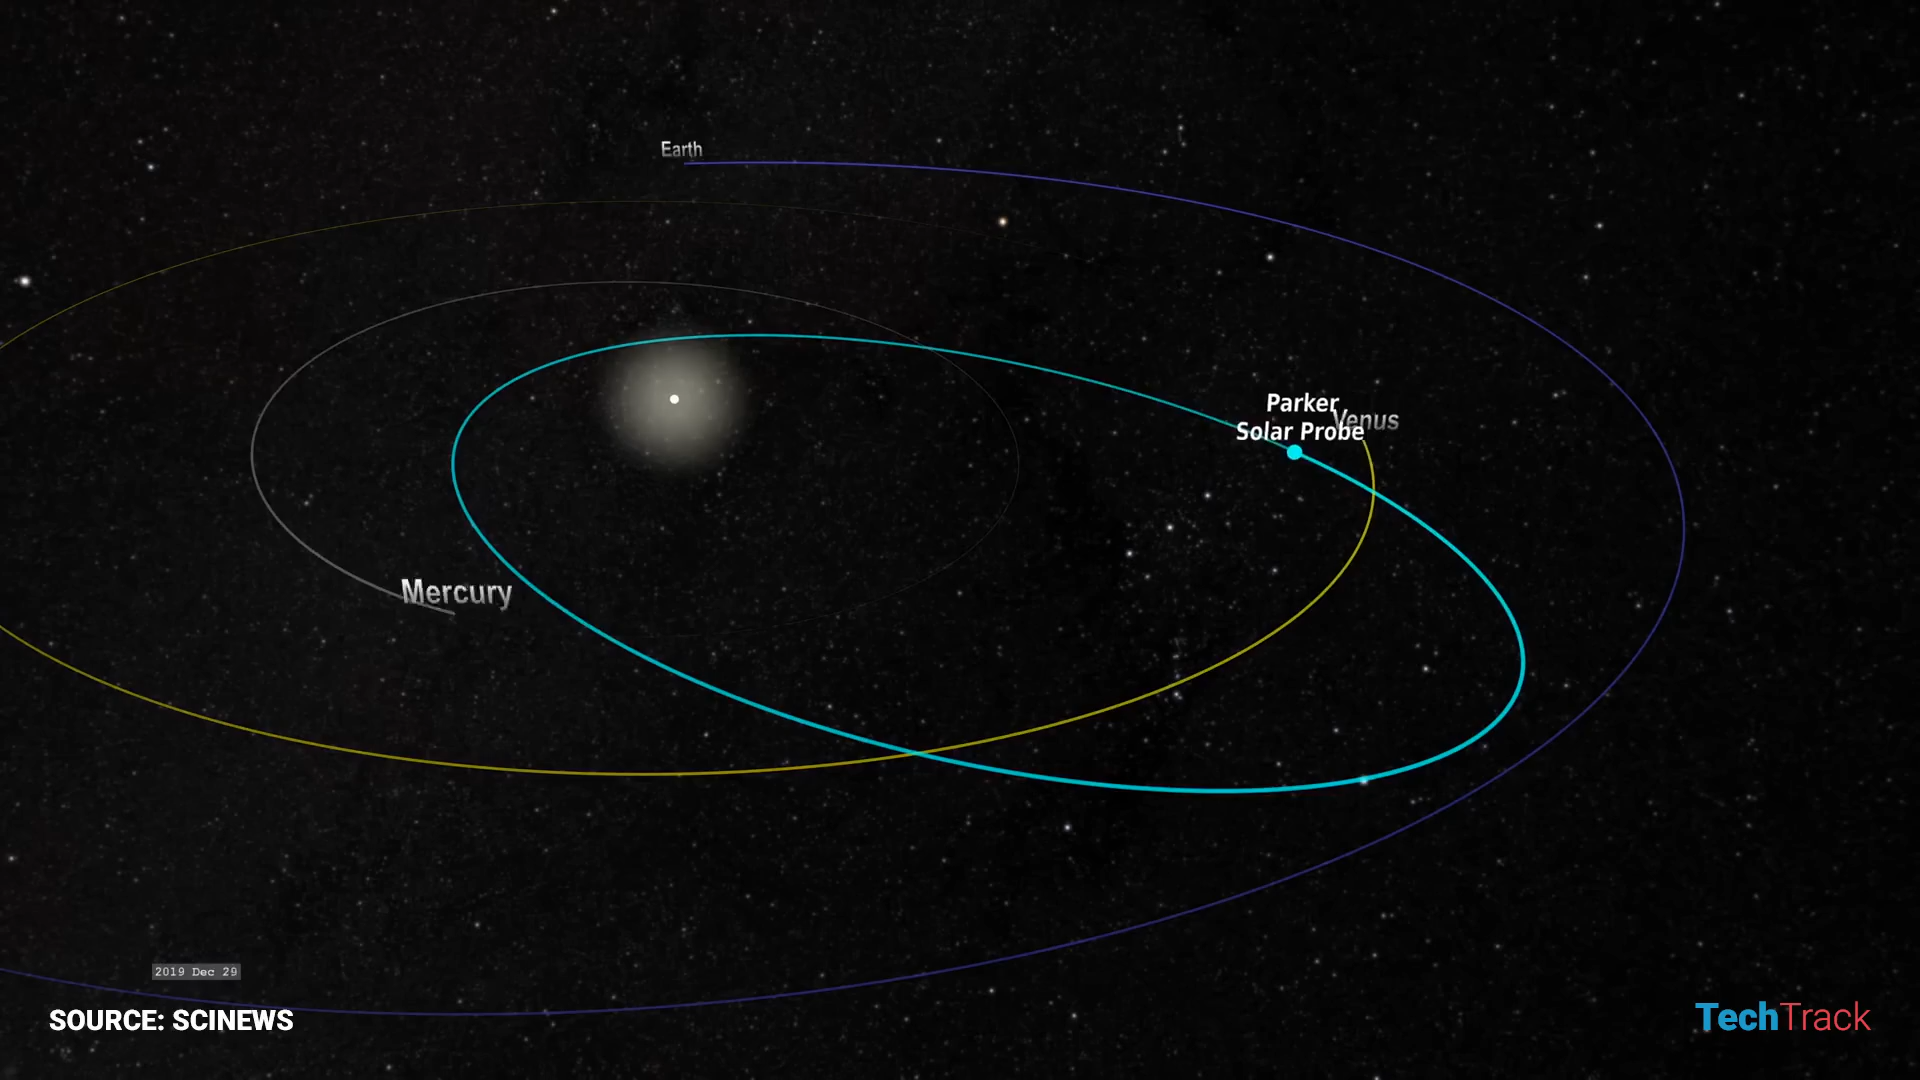 Earth
Parker
Solar Probe
Venus
Mercury
2019 Dec 29
SOURCE: SCINEWS
TechTrack